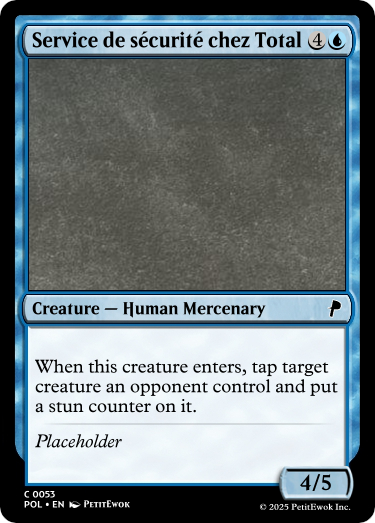 Service de sécurité chez Total 4
Creature — Human Mercenary
When this creature enters, tap target
creature an opponent control and put
a stun counter on it.
Placeholder
4/5
C 0053
POL • EN PetitEwok
© 2025 PetitEwok Inc.